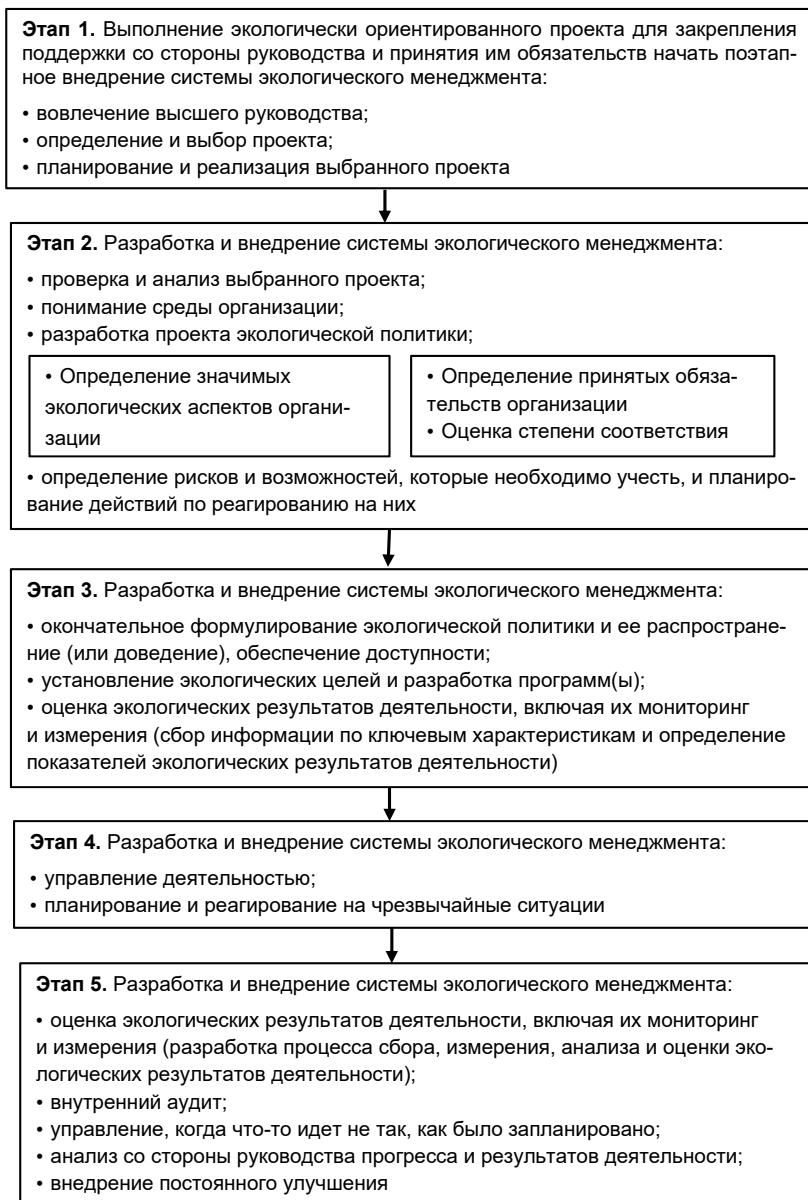 Этап 1. Выполнение экологически ориентированного проекта для закрепления
поддержки со стороны руководства и принятия им обязательств начать поэтап-
ное внедрение системы экологического менеджмента:
• вовлечение высшего руководства;
• определение и выбор проекта;
• планирование и реализация выбранного проекта
Этап 2. Разработка и внедрение системы экологического менеджмента:
• проверка и анализ выбранного проекта;
• понимание среды организации;
• разработка проекта экологической политики;
• Определение значимых
экологических аспектов органи-
зации
• Определение принятых обяза-
тельств организации
• Оценка степени соответствия
• определение рисков и возможностей, которые необходимо учесть, и планиро-
вание действий по реагированию на них
Этап 3. Разработка и внедрение системы экологического менеджмента:
• окончательное формулирование экологической политики и ее распростране-
ние (или доведение), обеспечение доступности;
• установление экологических целей и разработка программ(ы);
• оценка экологических результатов деятельности, включая их мониторинг
и измерения (сбор информации по ключевым характеристикам и определение
показателей экологических результатов деятельности)
Этап 4. Разработка и внедрение системы экологического менеджмента:
• управление деятельностью;
• планирование и реагирование на чрезвычайные ситуации
Этап 5. Разработка и внедрение системы экологического менеджмента:
• оценка экологических результатов деятельности, включая их мониторинг
и измерения (разработка процесса сбора, измерения, анализа и оценки эко-
логических результатов деятельности);
• внутренний аудит;
• управление, когда что-то идет не так, как было запланировано;
• анализ со стороны руководства прогресса и результатов деятельности;
• внедрение постоянного улучшения